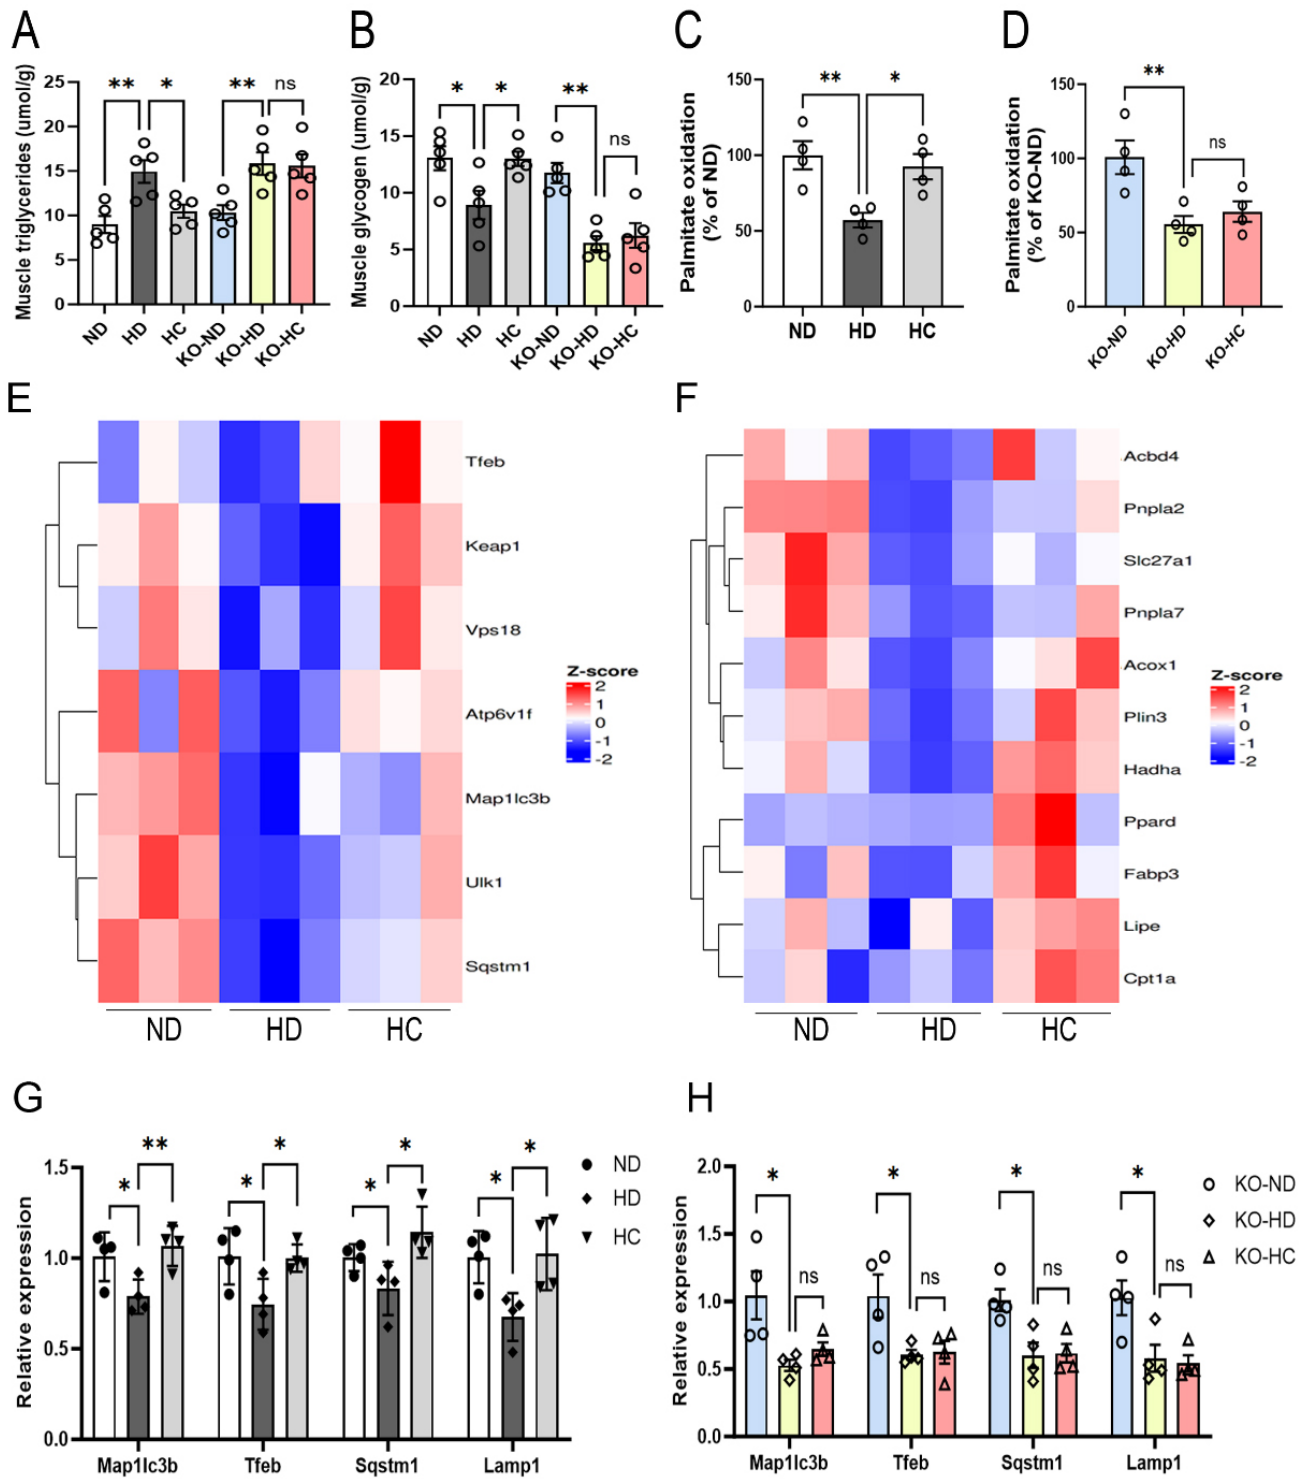 A
Muscle triglycerides (umol/g)
25
20
15
10
5
0
** * ** ns
ND HD HC KO-ND KO-HD KO-HC
B
Muscle glycogen (umol/g)
20
15
10
5
0
* * ** ns
ND HD HC KO-ND KO-HD KO-HC
C
Palmitate oxidation
(% of ND)
150
100
50
0
** *
ND HD HC
D
Palmitate oxidation
(% of KO-ND)
150
100
50
0
** ns
KO-ND KO-HD KO-HC
E
Tfeb
Keap1
Vps18
Atp6v1f
Map1lc3b
Ulk1
Sqstm1
Z-score
2
1
0
-1
-2
ND HD HC
F
Acbd4
Pnpla2
Slc27a1
Pnpla7
Acox1
Plin3
Hadha
Ppard
Fabp3
Lipe
Cpt1a
Z-score
2
1
0
-1
-2
ND HD HC
G
Relative expression
1.5
1.0
0.5
0.0
* ** * * * * * *
Map1lc3b Tfeb Sqstm1 Lamp1
ND
HD
HC
H
Relative expression
2.0
1.5
1.0
0.5
0.0
* ns * ns * ns * ns
Map1lc3b Tfeb Sqstm1 Lamp1
KO-ND
KO-HD
KO-HC